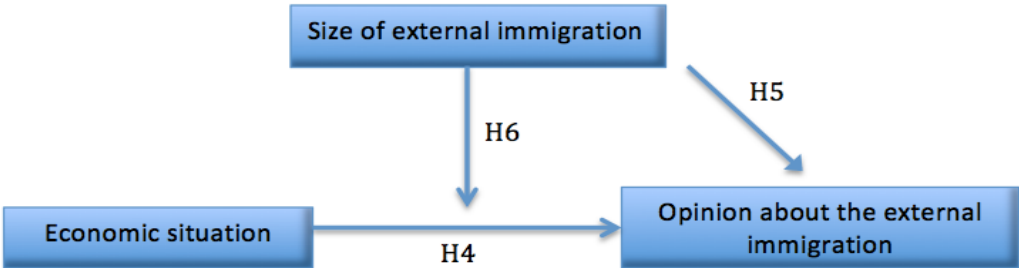 Size of external immigration
H5
H6
Economic situation
H4
Opinion about the external
immigration